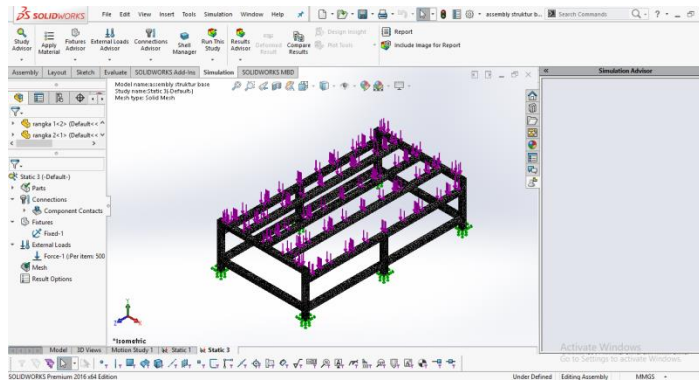 SOLIDWORKS File Edit View Insert Tools Simulation Window Help assembly struktur b... Search Commands
Study Advisor
Apply Material
Fixtures Advisor
External Loads Advisor
Connections Advisor
Shell Manager
Run This Study
Results Advisor
Deformed Result
Compare Results
Design Insight
Plot Tools
Report
Include Image for Report
Assembly Layout Sketch Evaluate SOLIDWORKS Add-Ins Simulation SOLIDWORKS MBD
Simulation Advisor
Model name:assembly struktur base
Study name:Static 3(-Default-)
Mesh type: Solid Mesh
rangka 1<2> (Default<<
rangka 2<1> (Default<<
Static 3 (-Default-)
Parts
Connections
Component Contacts
Fixtures
Fixed-1
External Loads
Force-1 (:Per item: 500
Mesh
Result Options
*Isometric
Model 3D Views Motion Study 1 Static 1 Static 3
Activate Windows
Go to Settings to activate Windows.
SOLIDWORKS Premium 2016 x64 Edition
Under Defined Editing Assembly MMGS